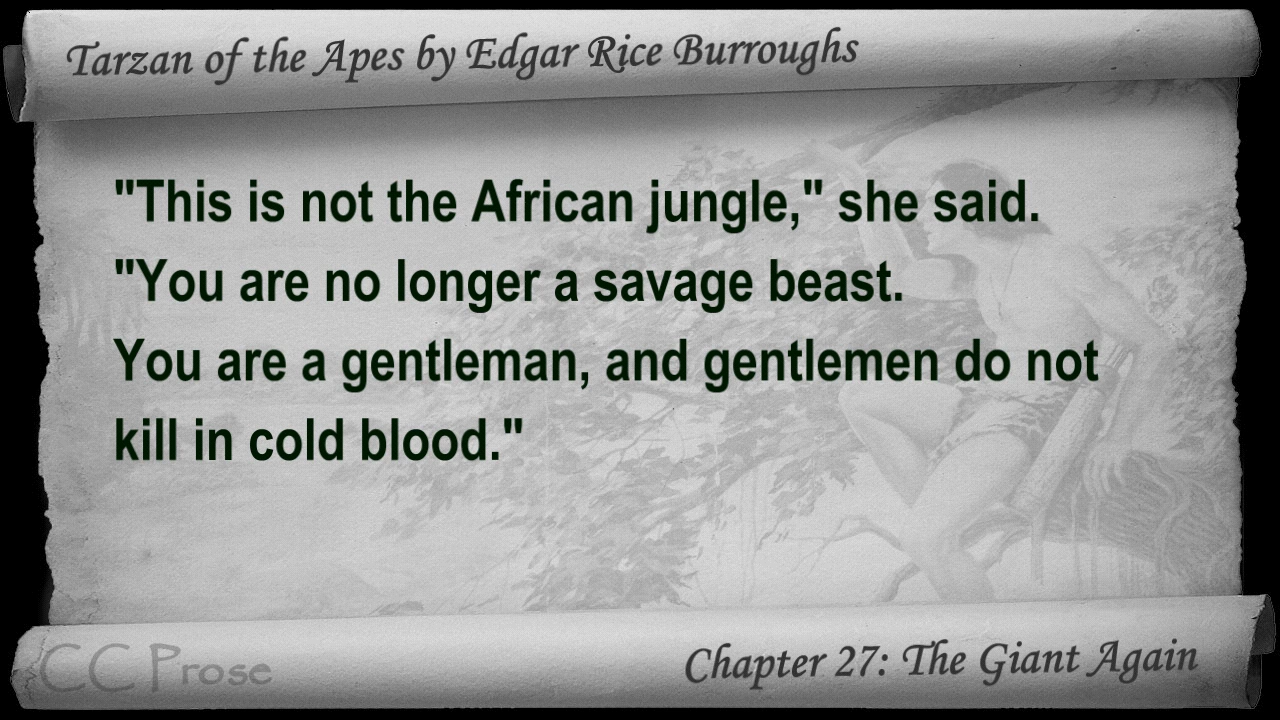 Tarzan of the Apes by Edgar Rice Burroughs
"This is not the African jungle," she said.
"You are no longer a savage beast.
You are a gentleman, and gentlemen do not
kill in cold blood."
CC Prose
Chapter 27: The Giant Again